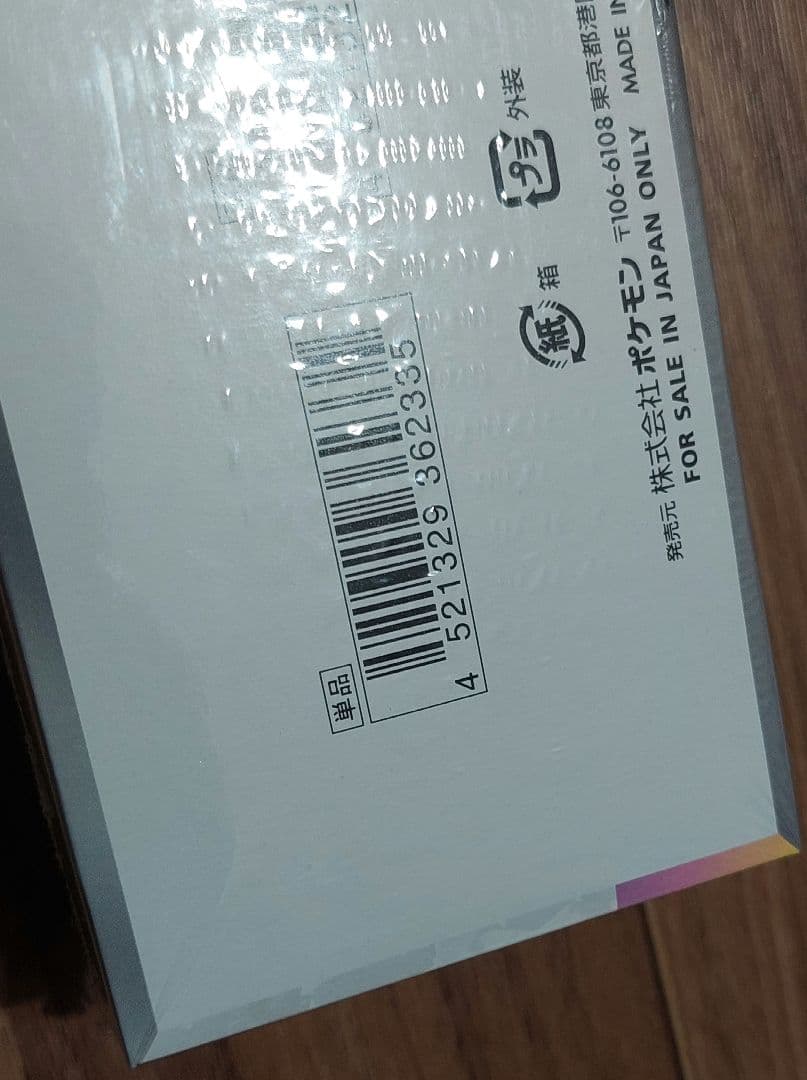 単品
4 521329 362335
紙 箱
プラ 外装
発売元 株式会社 ポケモン 〒106-6108 東京都港
FOR SALE IN JAPAN ONLY MADE IN